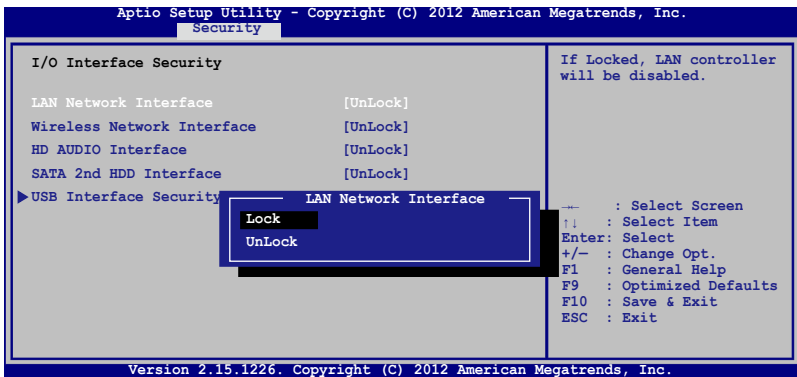 Aptio Setup Utility - Copyright (C) 2012 American Megatrends, Inc.
Security
I/O Interface Security
LAN Network Interface [UnLock]
Wireless Network Interface [UnLock]
HD AUDIO Interface [UnLock]
SATA 2nd HDD Interface [UnLock]
USB Interface Security
LAN Network Interface
Lock
UnLock
If Locked, LAN controller
will be disabled.
→← : Select Screen
↑↓ : Select Item
Enter: Select
+/— : Change Opt.
F1 : General Help
F9 : Optimized Defaults
F10 : Save & Exit
ESC : Exit
Version 2.15.1226. Copyright (C) 2012 American Megatrends, Inc.